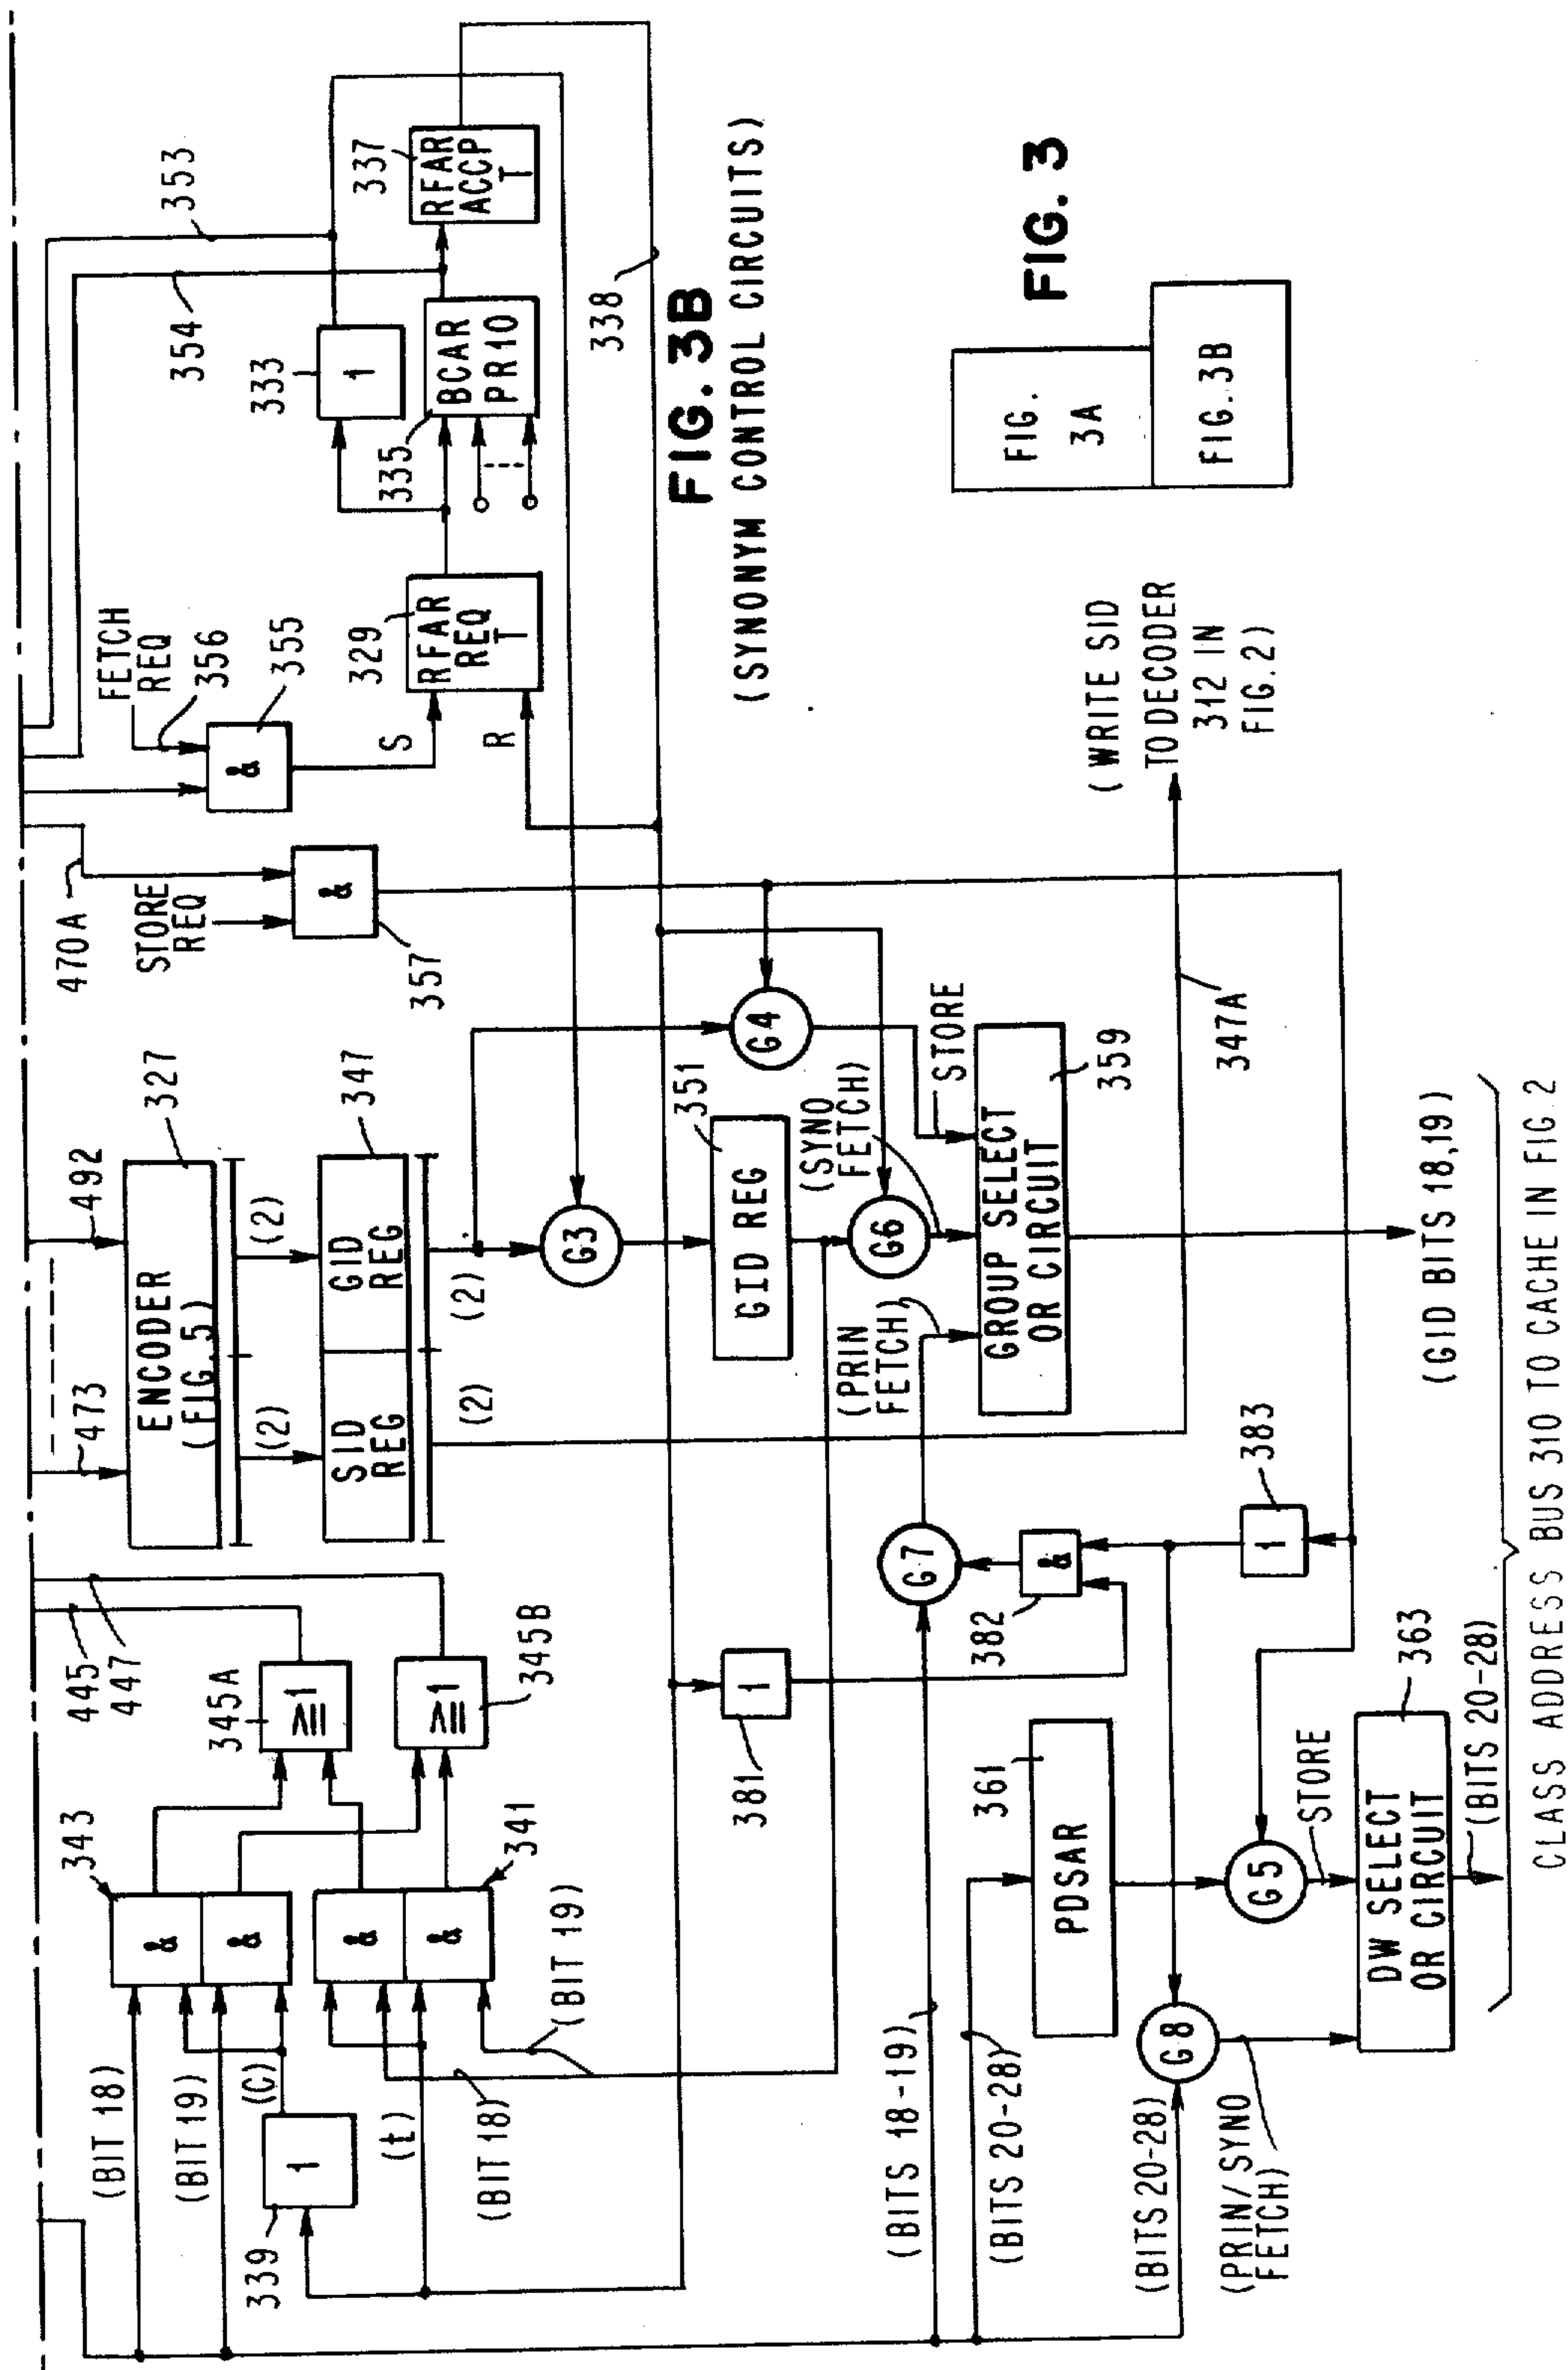 353
354
333
1
335
BCAR
PR10
337
RFAR
ACCP
T
338
FETCH
REQ
356
355
&
S
R
329
RFAR
REQ
T
FIG. 3B
(SYNONYM CONTROL CIRCUITS)
FIG. 3
FIG.
3A
FIG. 3B
470A
STORE
REQ
&
357
492
473
327
ENCODER
(FIG. 5)
(2)
(2)
347
SID
REG
GID
REG
(2)
(2)
G3
G4
351
GID REG
(SYNO
FETCH)
G6
STORE
(PRIN
FETCH)
GROUP SELECT
OR CIRCUIT
359
347A
(WRITE SID
TO DECODER
312 IN
FIG. 2)
445
447
345A
≥1
345B
≥1
343
&
&
341
&
&
(BIT 18)
(BIT 19)
(C)
339
1
(t)
(BIT 18)
(BIT 19)
381
1
G7
382
&
383
1
(BITS 18-19)
(BITS 20-28)
361
PDSAR
(BITS 20-28)
G8
(PRIN/SYNO
FETCH)
G5
STORE
363
DW SELECT
OR CIRCUIT
(BITS 20-28)
(GID BITS 18,19)
CLASS ADDRESS BUS 310 TO CACHE IN FIG. 2